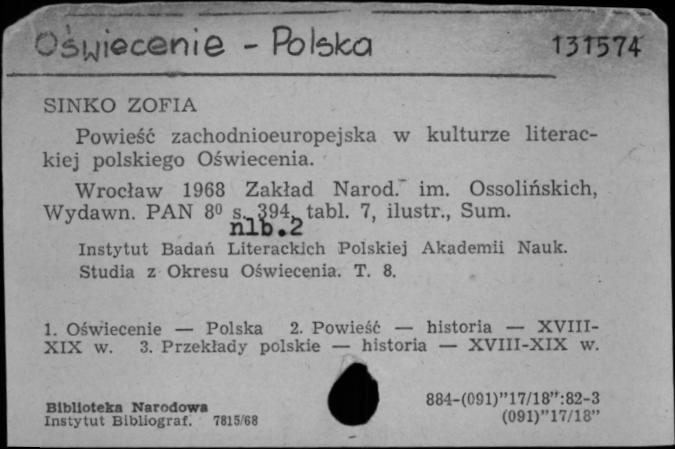 Oświecenie - Polska 131574
SINKO ZOFIA
Powieść zachodnioeuropejska w kulturze literac-
kiej polskiego Oświecenia.
Wrocław 1968 Zakład Narod. im. Ossolińskich,
Wydawn. PAN 8⁰ s. 394, tabl. 7, ilustr., Sum.
nlb.2
Instytut Badań Literackich Polskiej Akademii Nauk.
Studia z Okresu Oświecenia. T. 8.
1. Oświecenie — Polska 2. Powieść — historia — XVIII-
XIX w. 3. Przekłady polskie — historia — XVIII-XIX w.
Biblioteka Narodowa 884-(091)"17/18":82-3
Instytut Bibliograf. 7815/68 (091)"17/18"